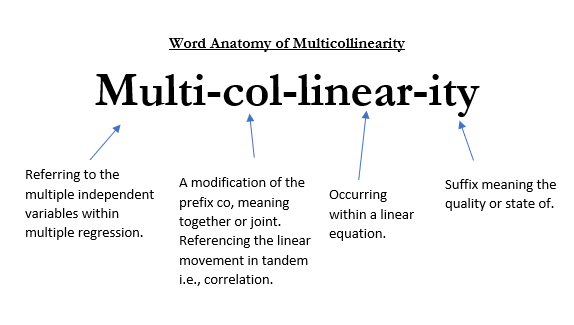 Word Anatomy of Multicollinearity
Multi-col-linear-ity
Referring to the
multiple independent
variables within
multiple regression.
A modification of the
prefix co, meaning
together or joint.
Referencing the linear
movement in tandem
i.e., correlation.
Occurring
within a linear
equation.
Suffix meaning the
quality or state of.